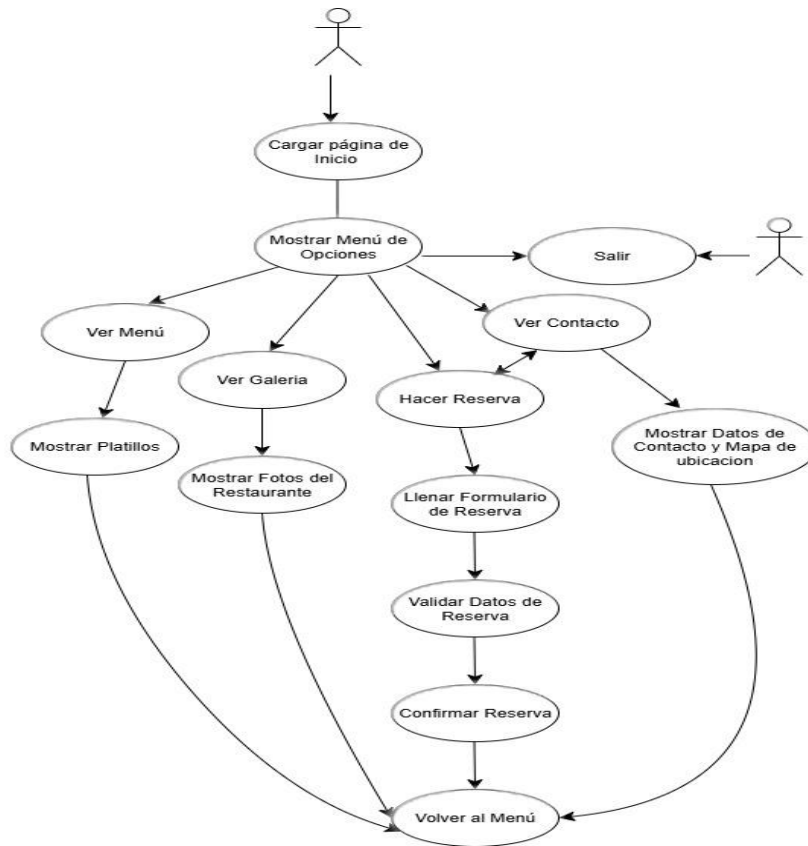 Cargar página de
Inicio
Mostrar Menú de
Opciones
Salir
Ver Menú
Ver Contacto
Ver Galeria
Hacer Reserva
Mostrar Platillos
Mostrar Datos de
Contacto y Mapa de
ubicacion
Mostrar Fotos del
Restaurante
Llenar Formulario
de Reserva
Validar Datos de
Reserva
Confirmar Reserva
Volver al Menú